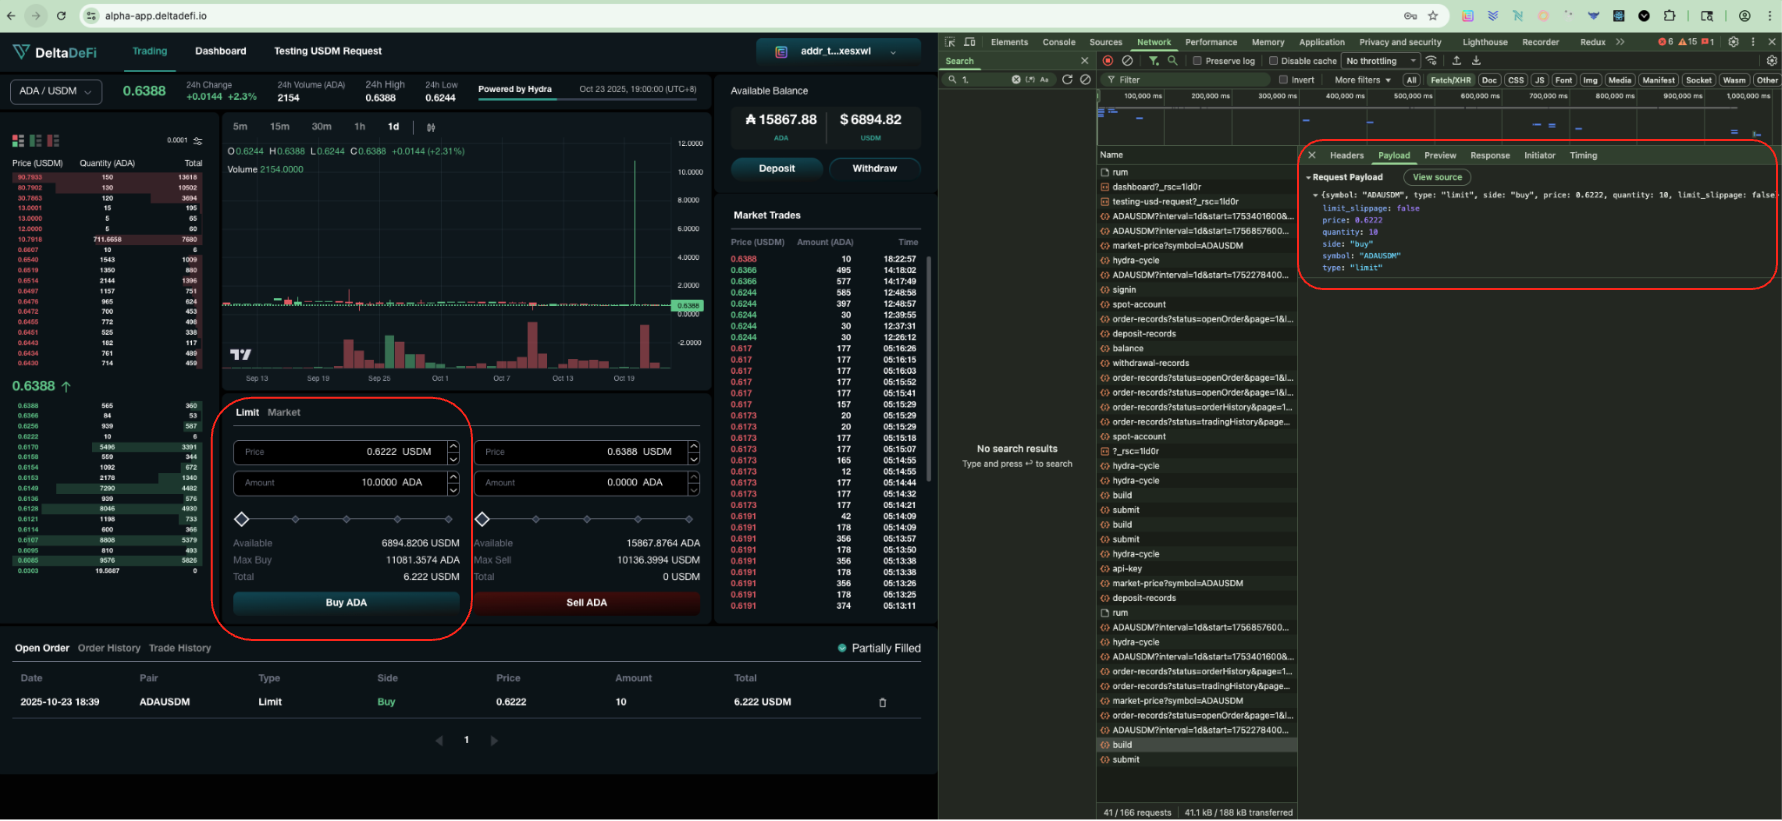 alpha-app.deltadefi.io
DeltaDeFi
Trading
Dashboard
Testing USDM Request
addr_t...xesxwl
ADA / USDM
0.6388
24h Change
+0.0144 +2.3%
24h Volume (ADA)
2154
24h High
0.6388
24h Low
0.6244
Powered by Hydra
Oct 23 2025, 19:00:00 (UTC+8)
0.0001
Price (USDM) Quantity (ADA) Total
90.7933 150 13618
80.7902 130 10502
30.7863 120 3694
13.0001 15 195
13.0000 5 65
12.0000 5 60
10.7918 711.6658 7680
0.6607 10 6
0.6540 1543 1009
0.6519 1350 880
0.6514 2144 1396
0.6497 1157 751
0.6476 965 624
0.6472 700 453
0.6455 772 498
0.6451 525 338
0.6443 182 117
0.6434 761 489
0.6430 714 459
0.6388 ↑
0.6388 565 360
0.6366 84 53
0.6256 939 587
0.6222 10 6
0.6170 5496 3391
0.6158 559 344
0.6154 1092 672
0.6153 2178 1340
0.6149 7290 4482
0.6136 939 576
0.6128 8046 4930
0.6121 1198 733
0.6114 600 366
0.6107 8808 5379
0.6095 810 493
0.6085 9576 5826
0.0303 19.5887 0
5m 15m 30m 1h 1d
O0.6244 H0.6388 L0.6244 C0.6388 +0.0144 (+2.31%)
Volume 2154.0000
12.0000
10.0000
8.0000
6.0000
4.0000
2.0000
0.6388
0.0000
-2.0000
Sep 13 Sep 19 Sep 25 Oct 1 Oct 7 Oct 13 Oct 19
Limit Market
Price 0.6222 USDM
Amount 10.0000 ADA
Available 6894.8206 USDM
Max Buy 11081.3574 ADA
Total 6.222 USDM
Buy ADA
Price 0.6388 USDM
Amount 0.0000 ADA
Available 15867.8764 ADA
Max Sell 10136.3994 USDM
Total 0 USDM
Sell ADA
Available Balance
₳ 15867.88
ADA
$ 6894.82
USDM
Deposit
Withdraw
Market Trades
Price (USDM) Amount (ADA) Time
0.6388 10 18:22:57
0.6366 495 14:18:02
0.6366 577 14:17:49
0.6244 585 12:48:58
0.6244 397 12:48:57
0.6244 30 12:39:55
0.6244 30 12:37:31
0.6244 30 12:26:12
0.617 177 05:16:26
0.617 177 05:16:15
0.617 177 05:16:03
0.617 177 05:15:52
0.617 177 05:15:41
0.617 157 05:15:29
0.6173 20 05:15:29
0.6173 20 05:15:29
0.6173 177 05:15:18
0.6173 177 05:15:07
0.6173 165 05:14:55
0.6173 12 05:14:55
0.6173 177 05:14:44
0.6173 177 05:14:32
0.6173 177 05:14:21
0.6191 42 05:14:09
0.6191 178 05:14:09
0.6191 356 05:13:57
0.6191 178 05:13:50
0.6191 356 05:13:38
0.6191 178 05:13:38
0.6191 356 05:13:26
0.6191 178 05:13:25
0.6191 374 05:13:11
Open Order Order History Trade History
Partially Filled
Date Pair Type Side Price Amount Total
2025-10-23 18:39 ADAUSDM Limit Buy 0.6222 10 6.222 USDM
1
Elements Console Sources Network Performance Memory Application Privacy and security Lighthouse Recorder Redux
6 15 1
Search
Preserve log Disable cache No throttling
1.
.* Aa
Filter Invert More filters All Fetch/XHR Doc CSS JS Font Img Media Manifest Socket Wasm Other
100,000 ms 200,000 ms 300,000 ms 400,000 ms 500,000 ms 600,000 ms 700,000 ms 800,000 ms 900,000 ms 1,000,000 ms
No search results
Type and press ⏎ to search
Name
rum
dashboard?_rsc=1ld0r
testing-usd-request?_rsc=1ld0r
ADAUSDM?interval=1d&start=1753401600&...
ADAUSDM?interval=1d&start=1756857600...
market-price?symbol=ADAUSDM
hydra-cycle
ADAUSDM?interval=1d&start=1752278400...
signin
spot-account
order-records?status=openOrder&page=1&l...
deposit-records
balance
withdrawal-records
order-records?status=openOrder&page=1&l...
order-records?status=openOrder&page=1&l...
order-records?status=orderHistory&page=1...
order-records?status=tradingHistory&page...
spot-account
?_rsc=1ld0r
hydra-cycle
hydra-cycle
build
submit
build
submit
hydra-cycle
api-key
market-price?symbol=ADAUSDM
deposit-records
rum
ADAUSDM?interval=1d&start=1756857600...
hydra-cycle
ADAUSDM?interval=1d&start=1753401600&...
order-records?status=orderHistory&page=1...
order-records?status=tradingHistory&page...
market-price?symbol=ADAUSDM
order-records?status=openOrder&page=1&l...
ADAUSDM?interval=1d&start=1752278400...
build
submit
41 / 166 requests 41.1 kB / 188 kB transferred
Headers Payload Preview Response Initiator Timing
Request Payload View source
{symbol: "ADAUSDM", type: "limit", side: "buy", price: 0.6222, quantity: 10, limit_slippage: false
limit_slippage: false
price: 0.6222
quantity: 10
side: "buy"
symbol: "ADAUSDM"
type: "limit"